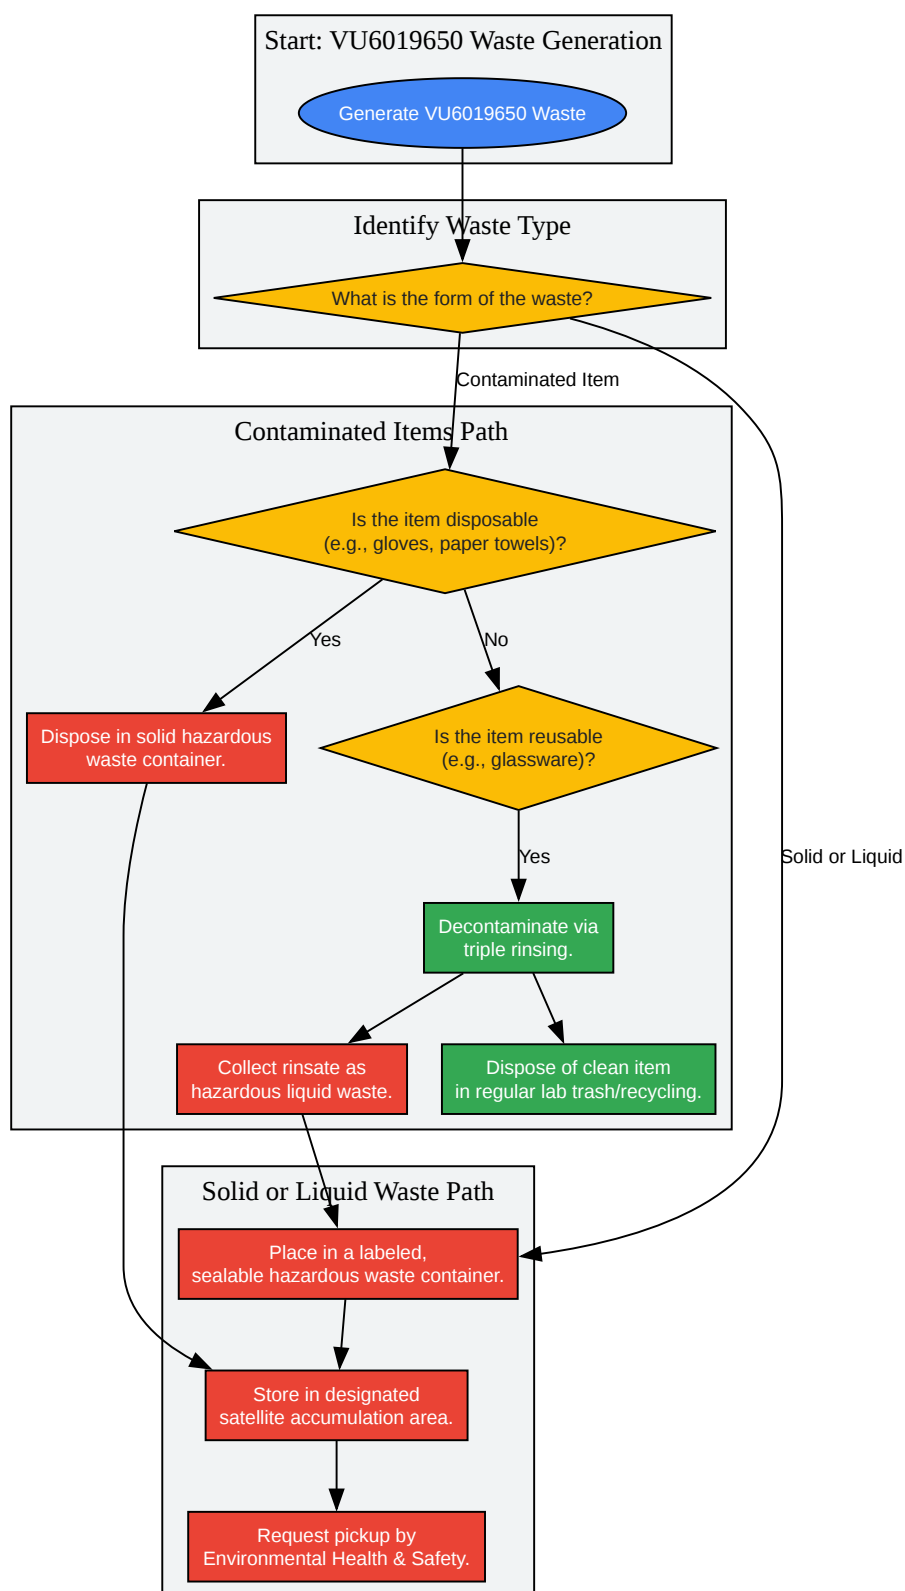 Start: VU6019650 Waste Generation
Generate VU6019650 Waste
Identify Waste Type
What is the form of the waste?
Contaminated Item
Contaminated Items Path
Is the item disposable
(e.g., gloves, paper towels)?
Yes
No
Dispose in solid hazardous
waste container.
Is the item reusable
(e.g., glassware)?
Yes
Solid or Liquid
Decontaminate via
triple rinsing.
Collect rinsate as
hazardous liquid waste.
Dispose of clean item
in regular lab trash/recycling.
Solid or Liquid Waste Path
Place in a labeled,
sealable hazardous waste container.
Store in designated
satellite accumulation area.
Request pickup by
Environmental Health & Safety.